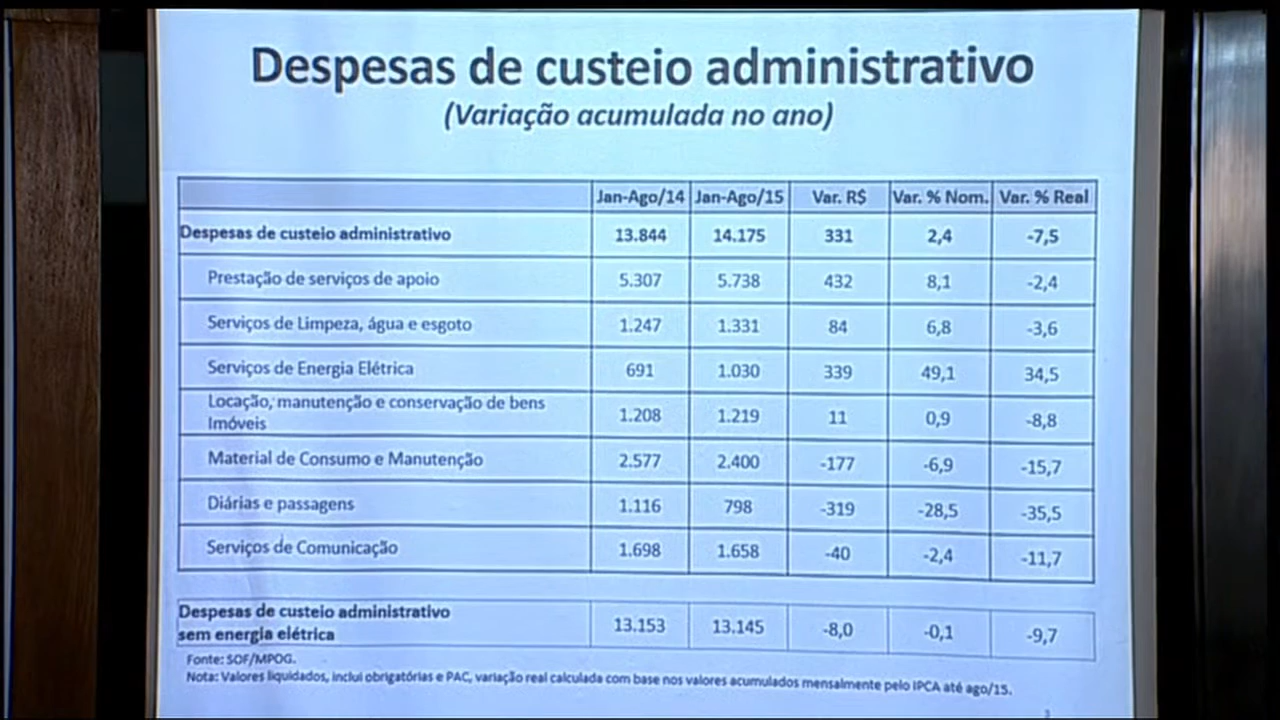 Despesas de custeio administrativo
(Variação acumulada no ano)
Jan-Ago/14 Jan-Ago/15 Var. R$ Var. % Nom. Var. % Real
Despesas de custeio administrativo 13.844 14.175 331 2,4 -7,5
Prestação de serviços de apoio 5.307 5.738 432 8,1 -2,4
Serviços de Limpeza, água e esgoto 1.247 1.331 84 6,8 -3,6
Serviços de Energia Elétrica 691 1.030 339 49,1 34,5
Locação, manutenção e conservação de bens
Imóveis 1.208 1.219 11 0,9 -8,8
Material de Consumo e Manutenção 2.577 2.400 -177 -6,9 -15,7
Diárias e passagens 1.116 798 -319 -28,5 -35,5
Serviços de Comunicação 1.698 1.658 -40 -2,4 -11,7
Despesas de custeio administrativo
sem energia elétrica 13.153 13.145 -8,0 -0,1 -9,7
Fonte: SOF/MPOG.
Nota: Valores liquidados, inclui obrigatórias e PAC, variação real calculada com base nos valores acumulados mensalmente pelo IPCA até ago/15.